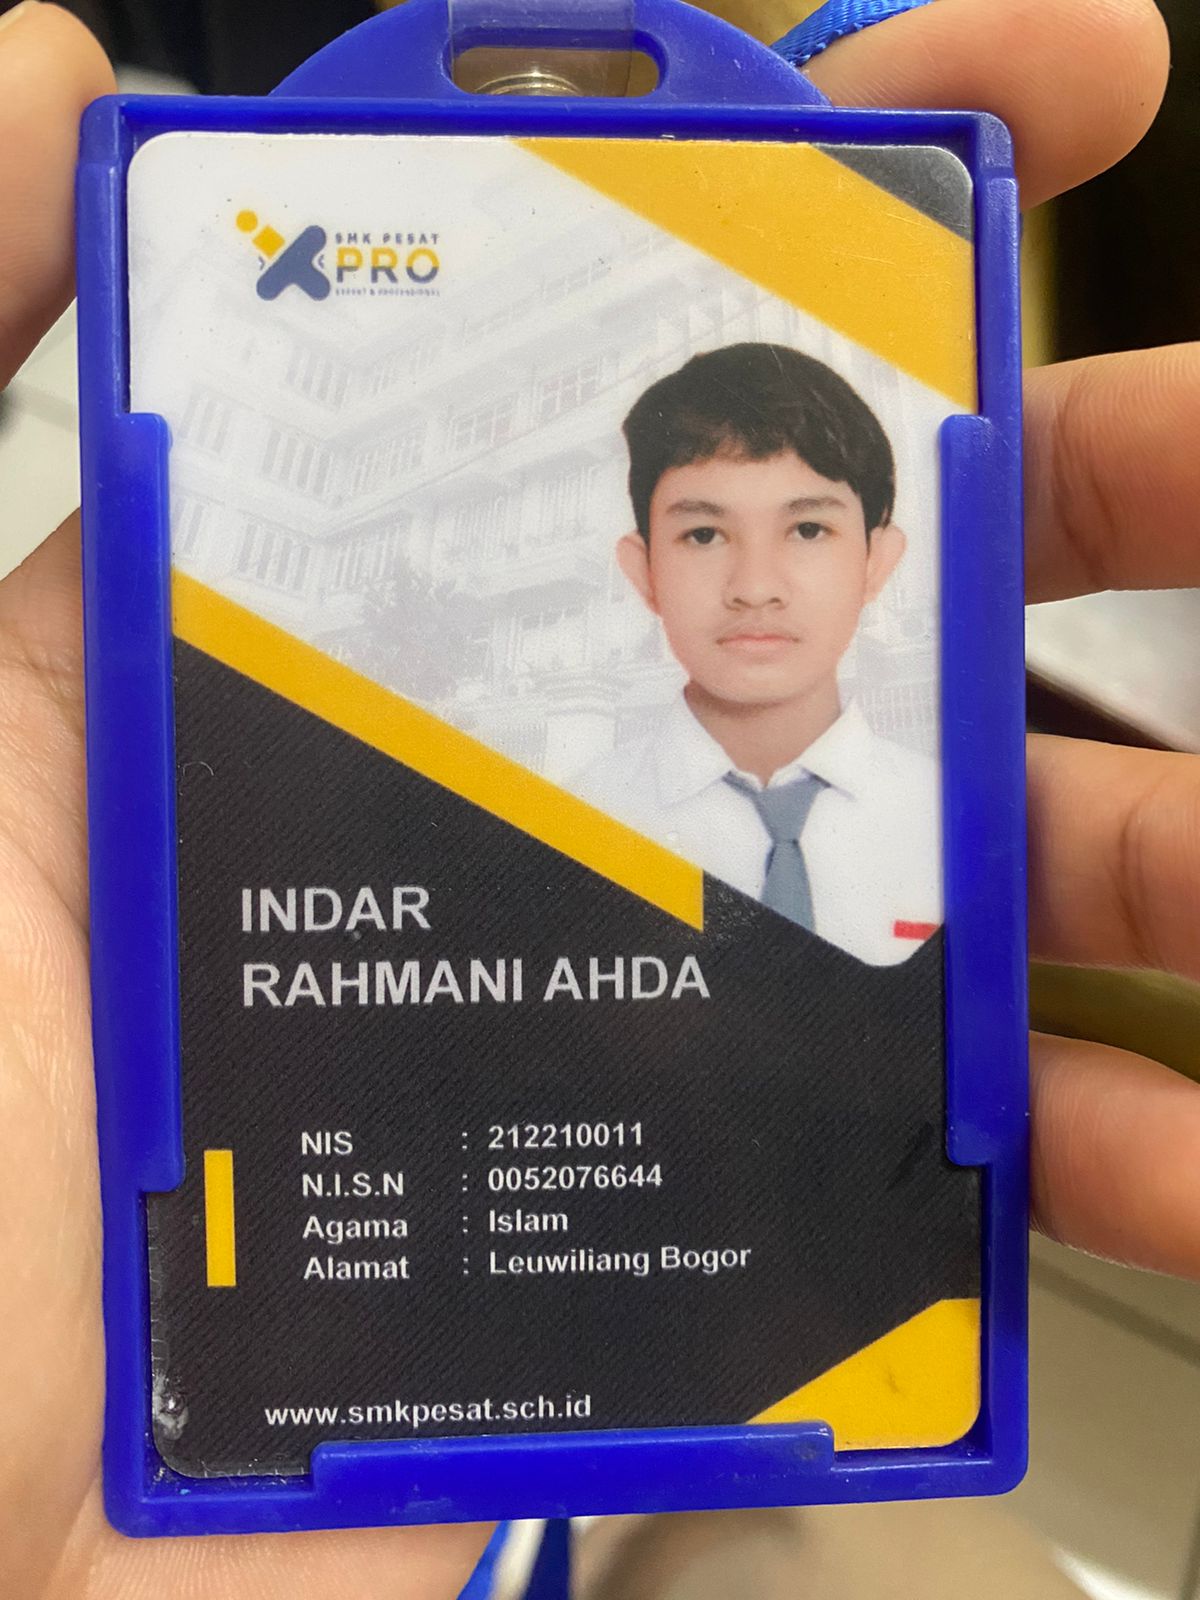 SMK PESAT
PRO
EXPERT & PROFESSIONAL
INDAR
RAHMANI AHDA
NIS : 212210011
N.I.S.N : 0052076644
Agama : Islam
Alamat : Leuwiliang Bogor
www.smkpesat.sch.id